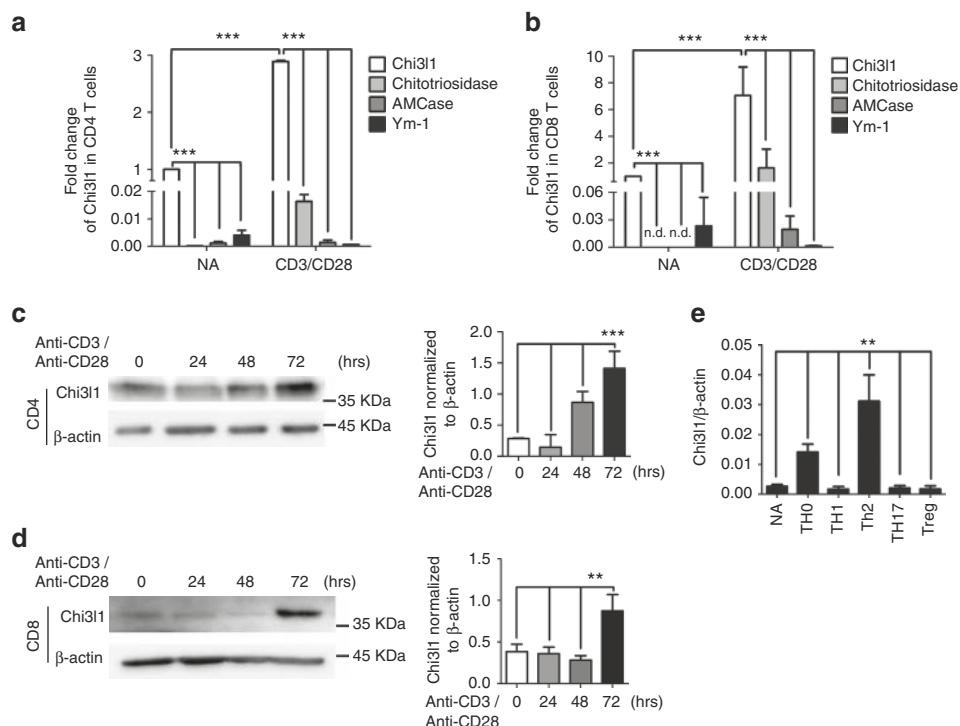 a
***
***
3
2
1
0.02
0.01
0.00
***
Fold change
of Chi3l1 in CD4 T cells
NA
CD3/CD28
Chi3l1
Chitotriosidase
AMCase
Ym-1
b
***
***
10
8
6
4
2
0.06
0.03
0.00
***
n.d. n.d.
Fold change
of Chi3l1 in CD8 T cells
NA
CD3/CD28
Chi3l1
Chitotriosidase
AMCase
Ym-1
c
Anti-CD3 /
Anti-CD28 0 24 48 72 (hrs)
CD4
Chi3l1
35 KDa
β-actin
45 KDa
Chi3l1 normalized
to β-actin
2.0
1.5
1.0
0.5
0.0
***
Anti-CD3 / 0 24 48 72 (hrs)
Anti-CD28
e
Chi3l1/β-actin
0.05
0.04
0.03
0.02
0.01
0.00
**
NA
TH0
TH1
Th2
TH17
Treg
d
Anti-CD3 /
Anti-CD28 0 24 48 72 (hrs)
CD8
Chi3l1
35 KDa
β-actin
45 KDa
Chi3l1 normalized
to β-actin
1.5
1.0
0.5
0.0
**
Anti-CD3 / 0 24 48 72 (hrs)
Anti-CD28